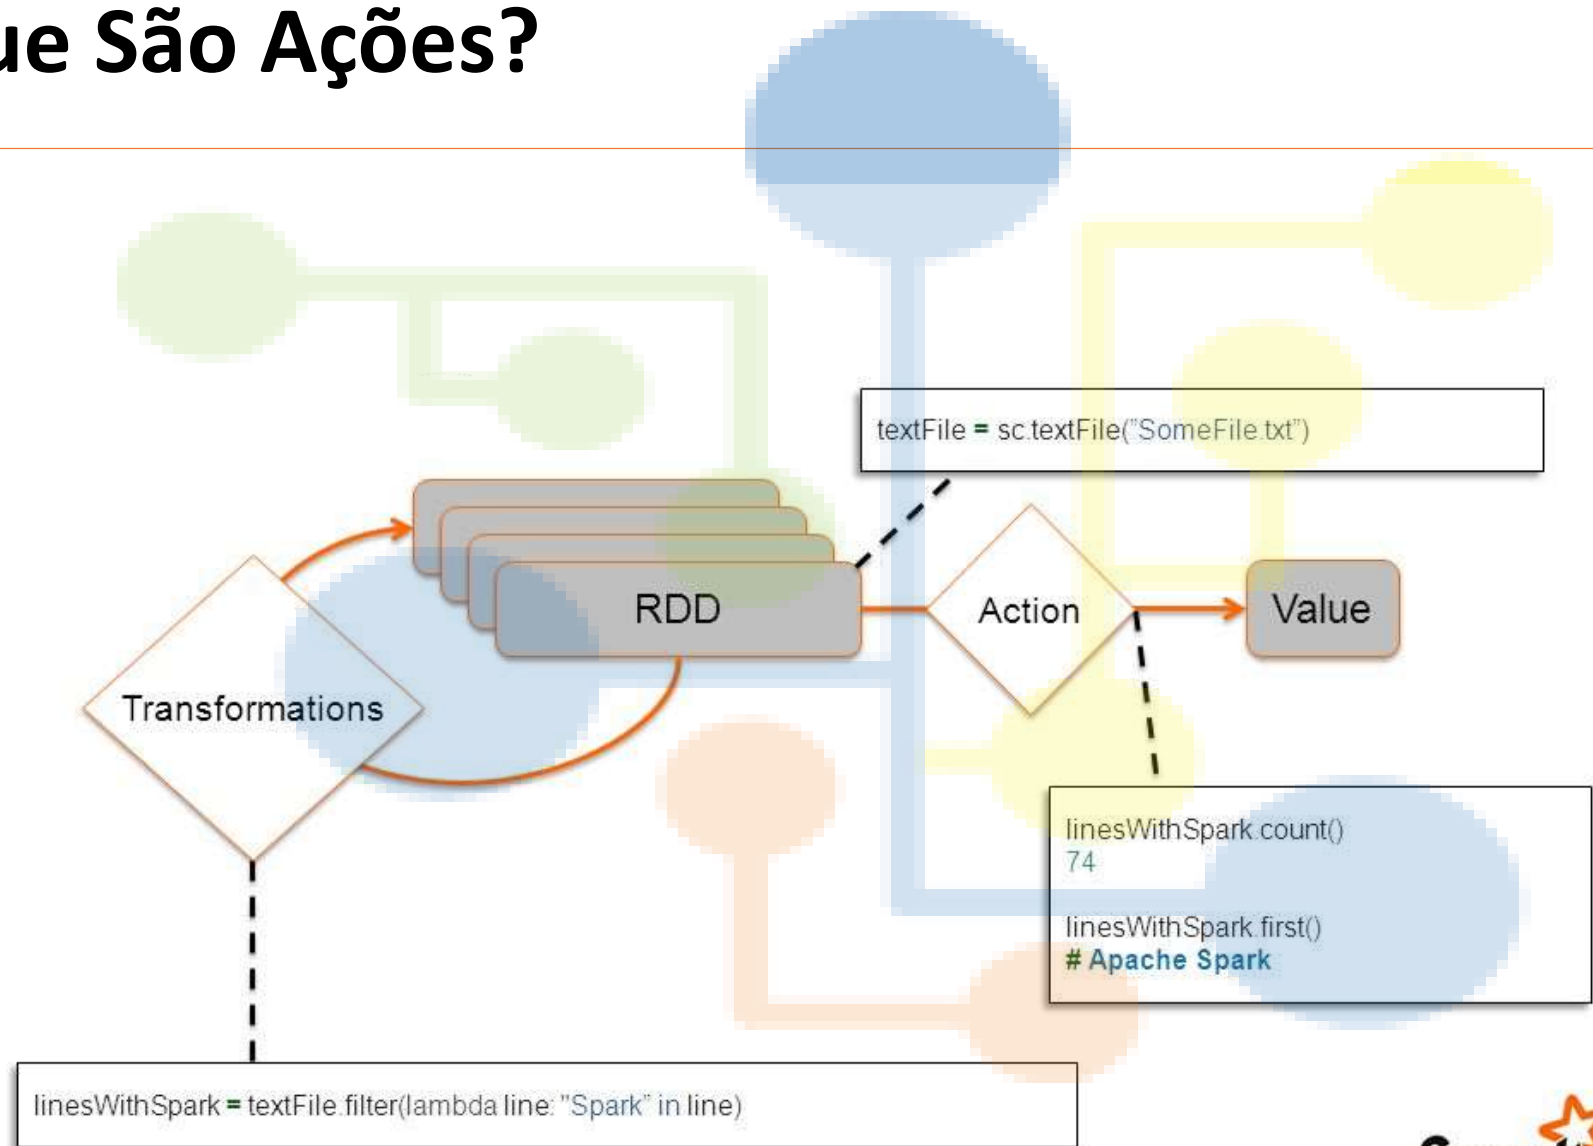 ue São Ações?
textFile = sc.textFile("SomeFile.txt")
RDD
Action
Value
Transformations
linesWithSpark.count()
74
linesWithSpark.first()
# Apache Spark
linesWithSpark = textFile.filter(lambda line: "Spark" in line)